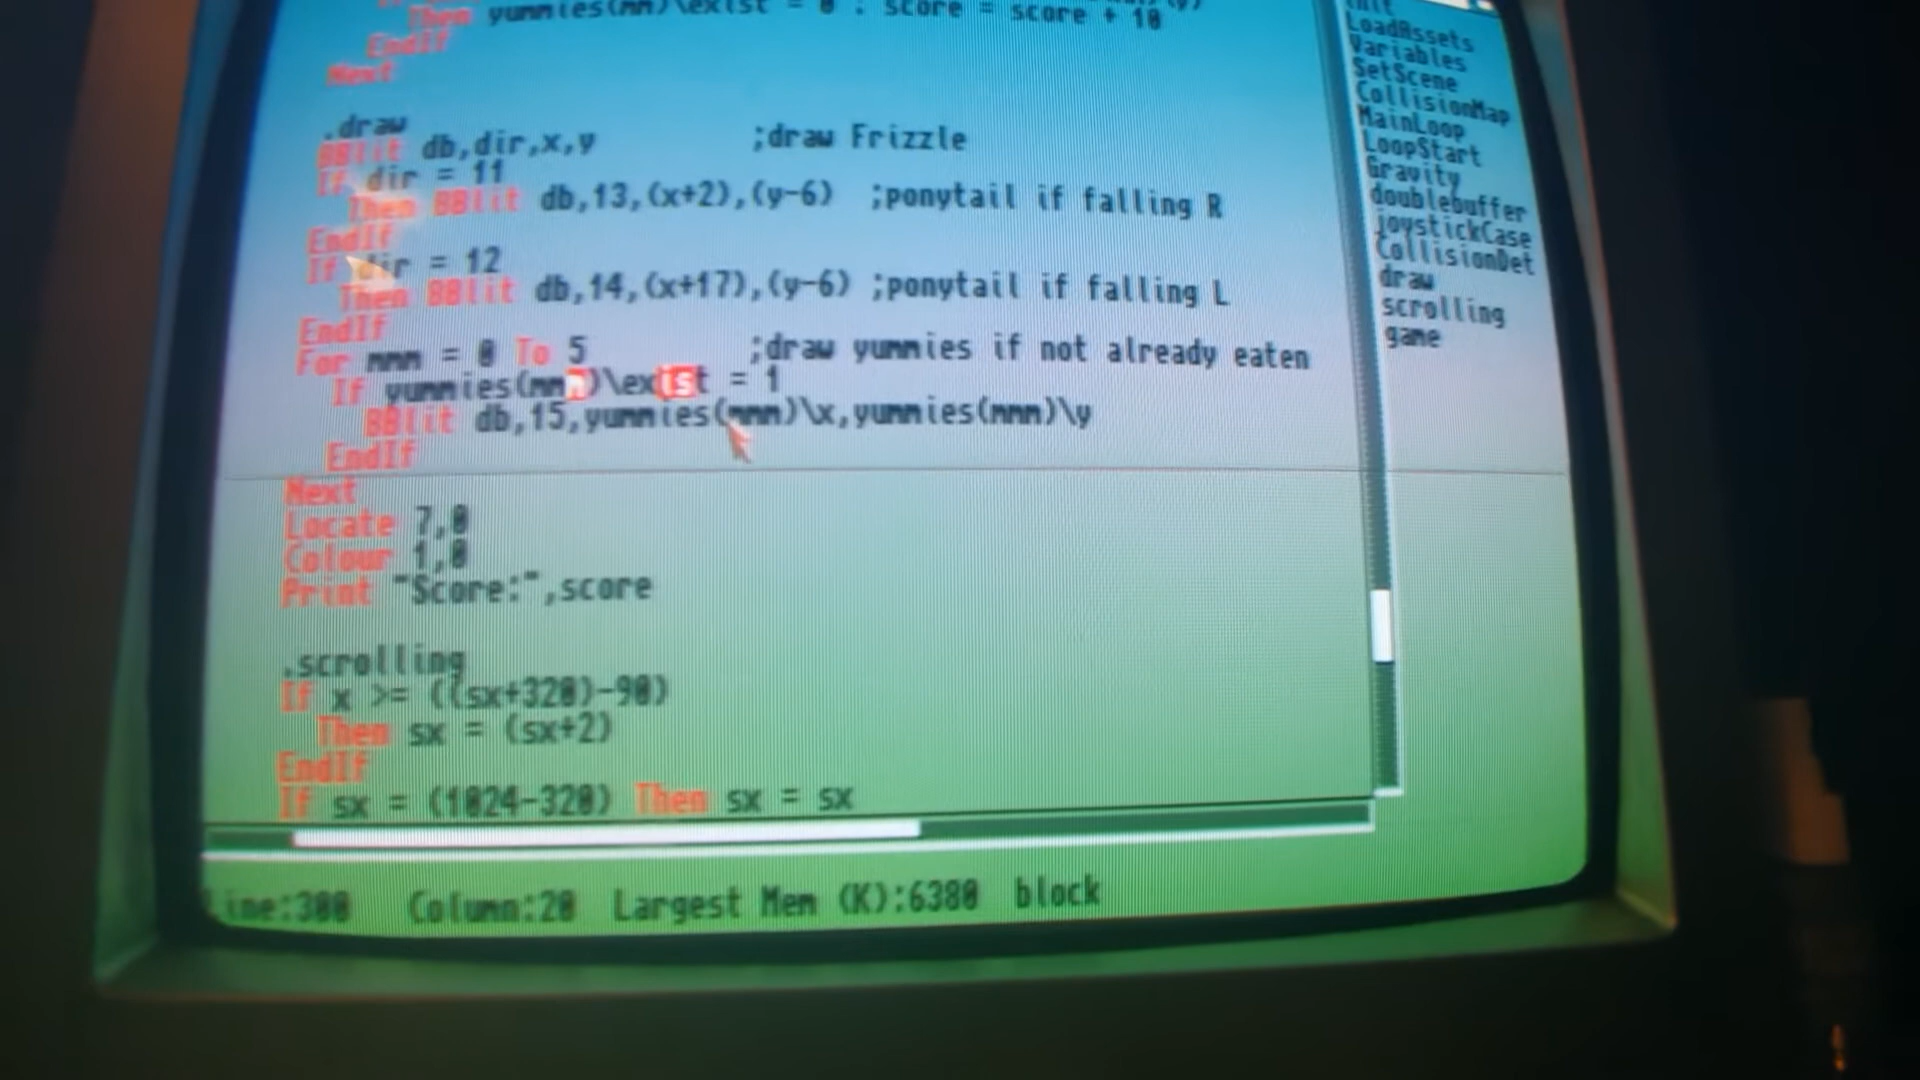 Then yummies(mm)\exist = 0 : score = score + 10
EndIf
Next
.draw
BBlit db,dir,x,y ;draw Frizzle
If dir = 11
Then BBlit db,13,(x+2),(y-6) ;ponytail if falling R
EndIf
If dir = 12
Then BBlit db,14,(x+17),(y-6) ;ponytail if falling L
EndIf
For mmm = 0 To 5 ;draw yummies if not already eaten
If yummies(mmm)\exist = 1
BBlit db,15,yummies(mmm)\x,yummies(mmm)\y
EndIf
Next
Locate 7,0
Colour 1,0
Print "Score:",score
.scrolling
If x >= ((sx+320)-90)
Then sx = (sx+2)
EndIf
If sx = (1024-320) Then sx = sx
Line:300 Column:20 Largest Mem (K):6380 block
Init
LoadAssets
Variables
SetScene
CollisionMap
MainLoop
LoopStart
Gravity
doublebuffer
joystickCase
CollisionDet
draw
scrolling
game